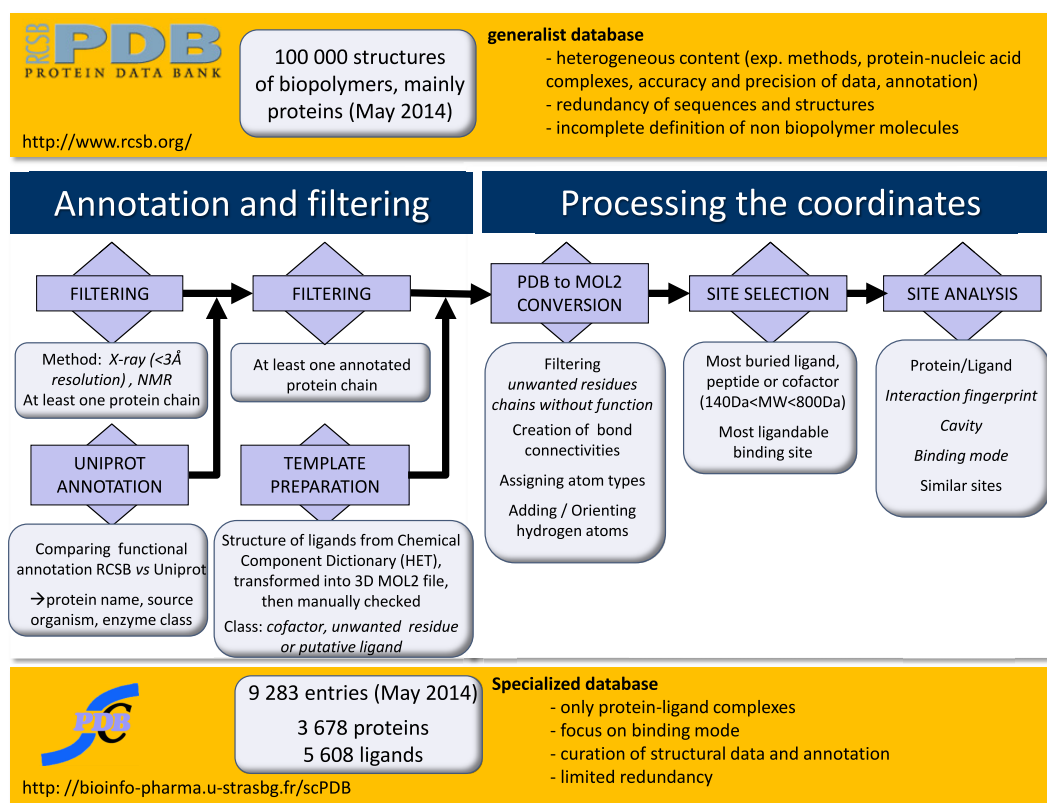 RCSB
PDB
PROTEIN DATA BANK
http://www.rcsb.org/
100 000 structures
of biopolymers, mainly
proteins (May 2014)
generalist database
- heterogeneous content (exp. methods, protein-nucleic acid
complexes, accuracy and precision of data, annotation)
- redundancy of sequences and structures
- incomplete definition of non biopolymer molecules
Annotation and filtering
FILTERING
Method: X-ray (<3Å
resolution) , NMR
At least one protein chain
FILTERING
At least one annotated
protein chain
UNIPROT
ANNOTATION
Comparing functional
annotation RCSB vs Uniprot
→protein name, source
organism, enzyme class
TEMPLATE
PREPARATION
Structure of ligands from Chemical
Component Dictionary (HET),
transformed into 3D MOL2 file,
then manually checked
Class: cofactor, unwanted residue
or putative ligand
Processing the coordinates
PDB to MOL2
CONVERSION
Filtering
unwanted residues
chains without function
Creation of bond
connectivities
Assigning atom types
Adding / Orienting
hydrogen atoms
SITE SELECTION
Most buried ligand,
peptide or cofactor
(140Da<MW<800Da)
Most ligandable
binding site
SITE ANALYSIS
Protein/Ligand
Interaction fingerprint
Cavity
Binding mode
Similar sites
sc
PDB
http: //bioinfo-pharma.u-strasbg.fr/scPDB
9 283 entries (May 2014)
3 678 proteins
5 608 ligands
Specialized database
- only protein-ligand complexes
- focus on binding mode
- curation of structural data and annotation
- limited redundancy